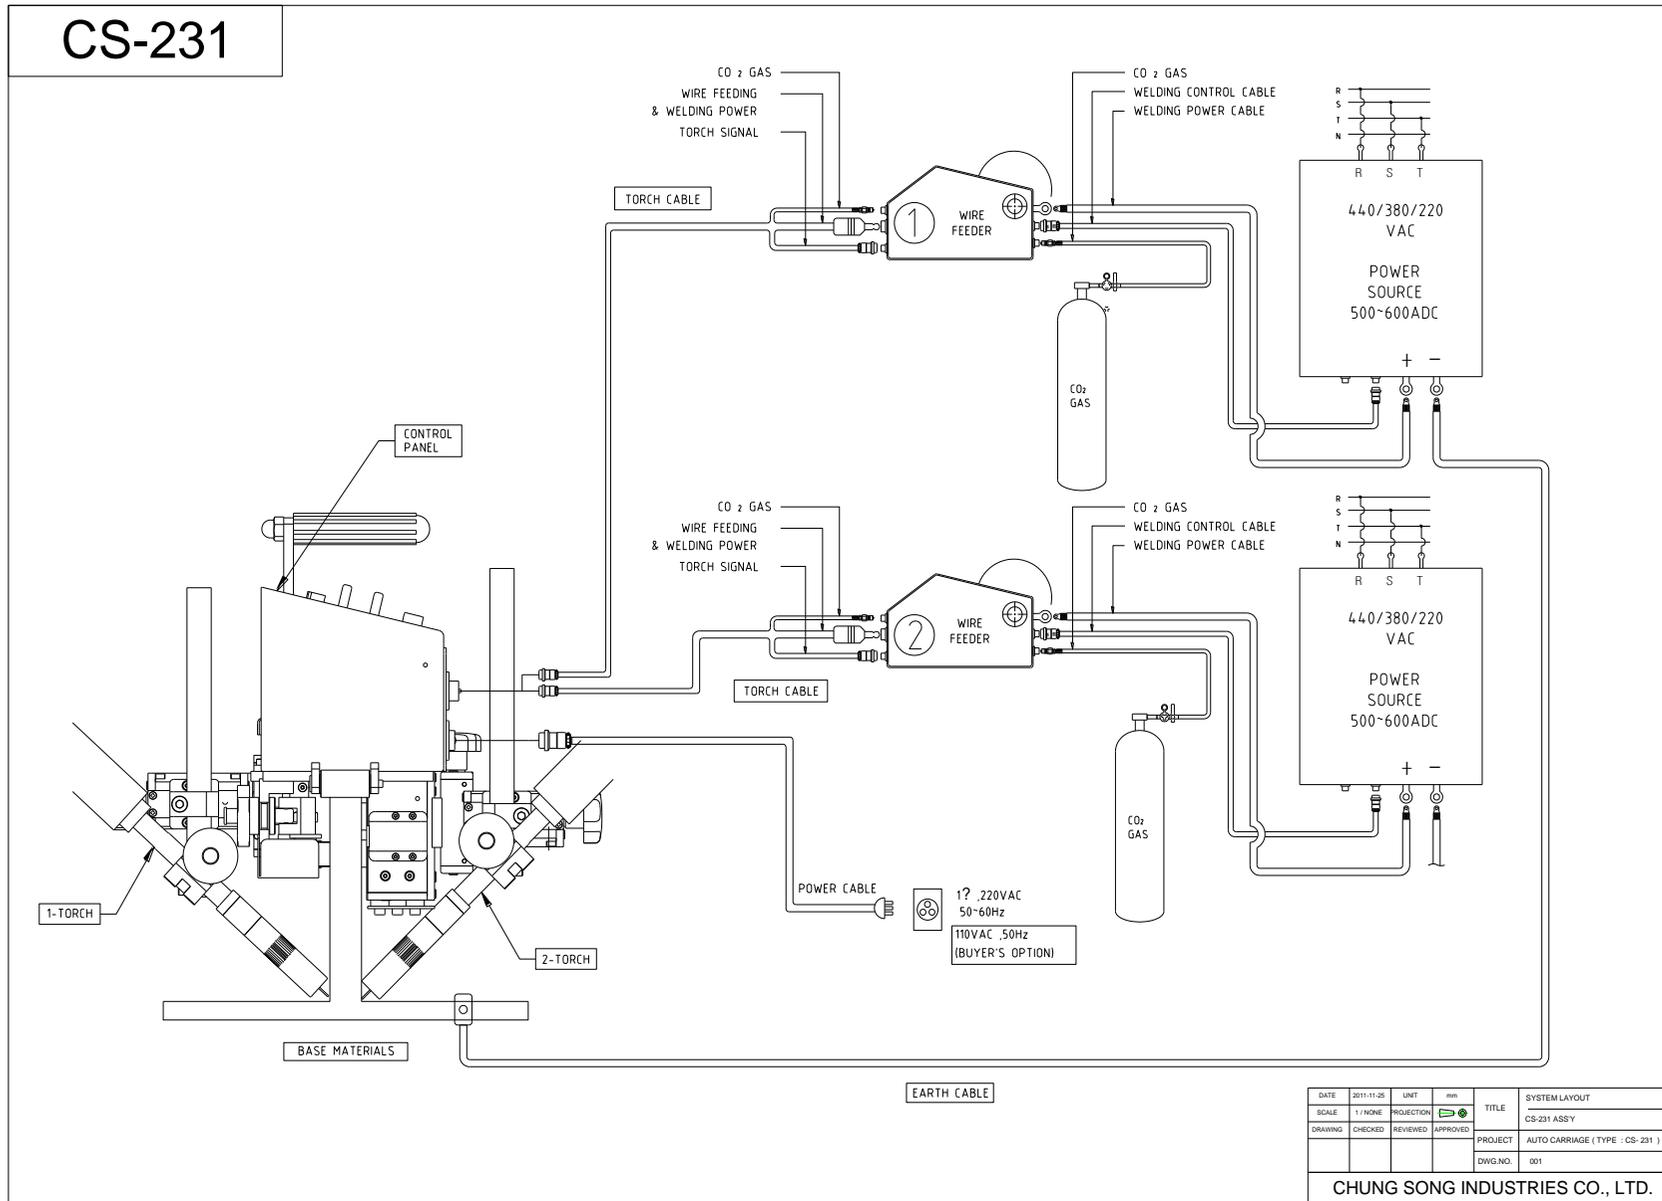 CS-231
CO 2 GAS
WIRE FEEDING
& WELDING POWER
TORCH SIGNAL
CO 2 GAS
WELDING CONTROL CABLE
WELDING POWER CABLE
R
S
T
N
R S T
440/380/220
VAC
POWER
SOURCE
500~600ADC
+ −
TORCH CABLE
1
WIRE
FEEDER
CO2
GAS
CONTROL
PANEL
CO 2 GAS
WIRE FEEDING
& WELDING POWER
TORCH SIGNAL
CO 2 GAS
WELDING CONTROL CABLE
WELDING POWER CABLE
R
S
T
N
R S T
440/380/220
VAC
POWER
SOURCE
500~600ADC
+ −
2
WIRE
FEEDER
TORCH CABLE
CO2
GAS
POWER CABLE
1? ,220VAC
50~60Hz
110VAC ,50Hz
(BUYER'S OPTION)
1-TORCH
2-TORCH
BASE MATERIALS
EARTH CABLE
DATE 2011-11-25 UNIT mm
SCALE 1 / NONE PROJECTION
DRAWING CHECKED REVIEWED APPROVED
TITLE SYSTEM LAYOUT
CS-231 ASS'Y
PROJECT AUTO CARRIAGE ( TYPE : CS- 231 )
DWG.NO. 001
CHUNG SONG INDUSTRIES CO., LTD.